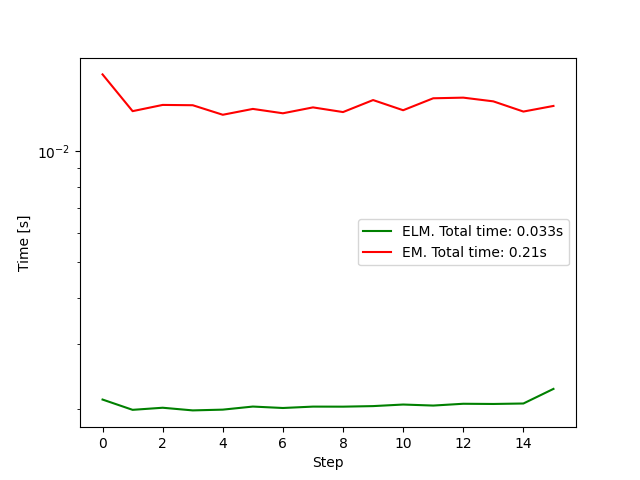 10⁻²
Time [s]
ELM. Total time: 0.033s
EM. Total time: 0.21s
0 2 4 6 8 10 12 14
Step